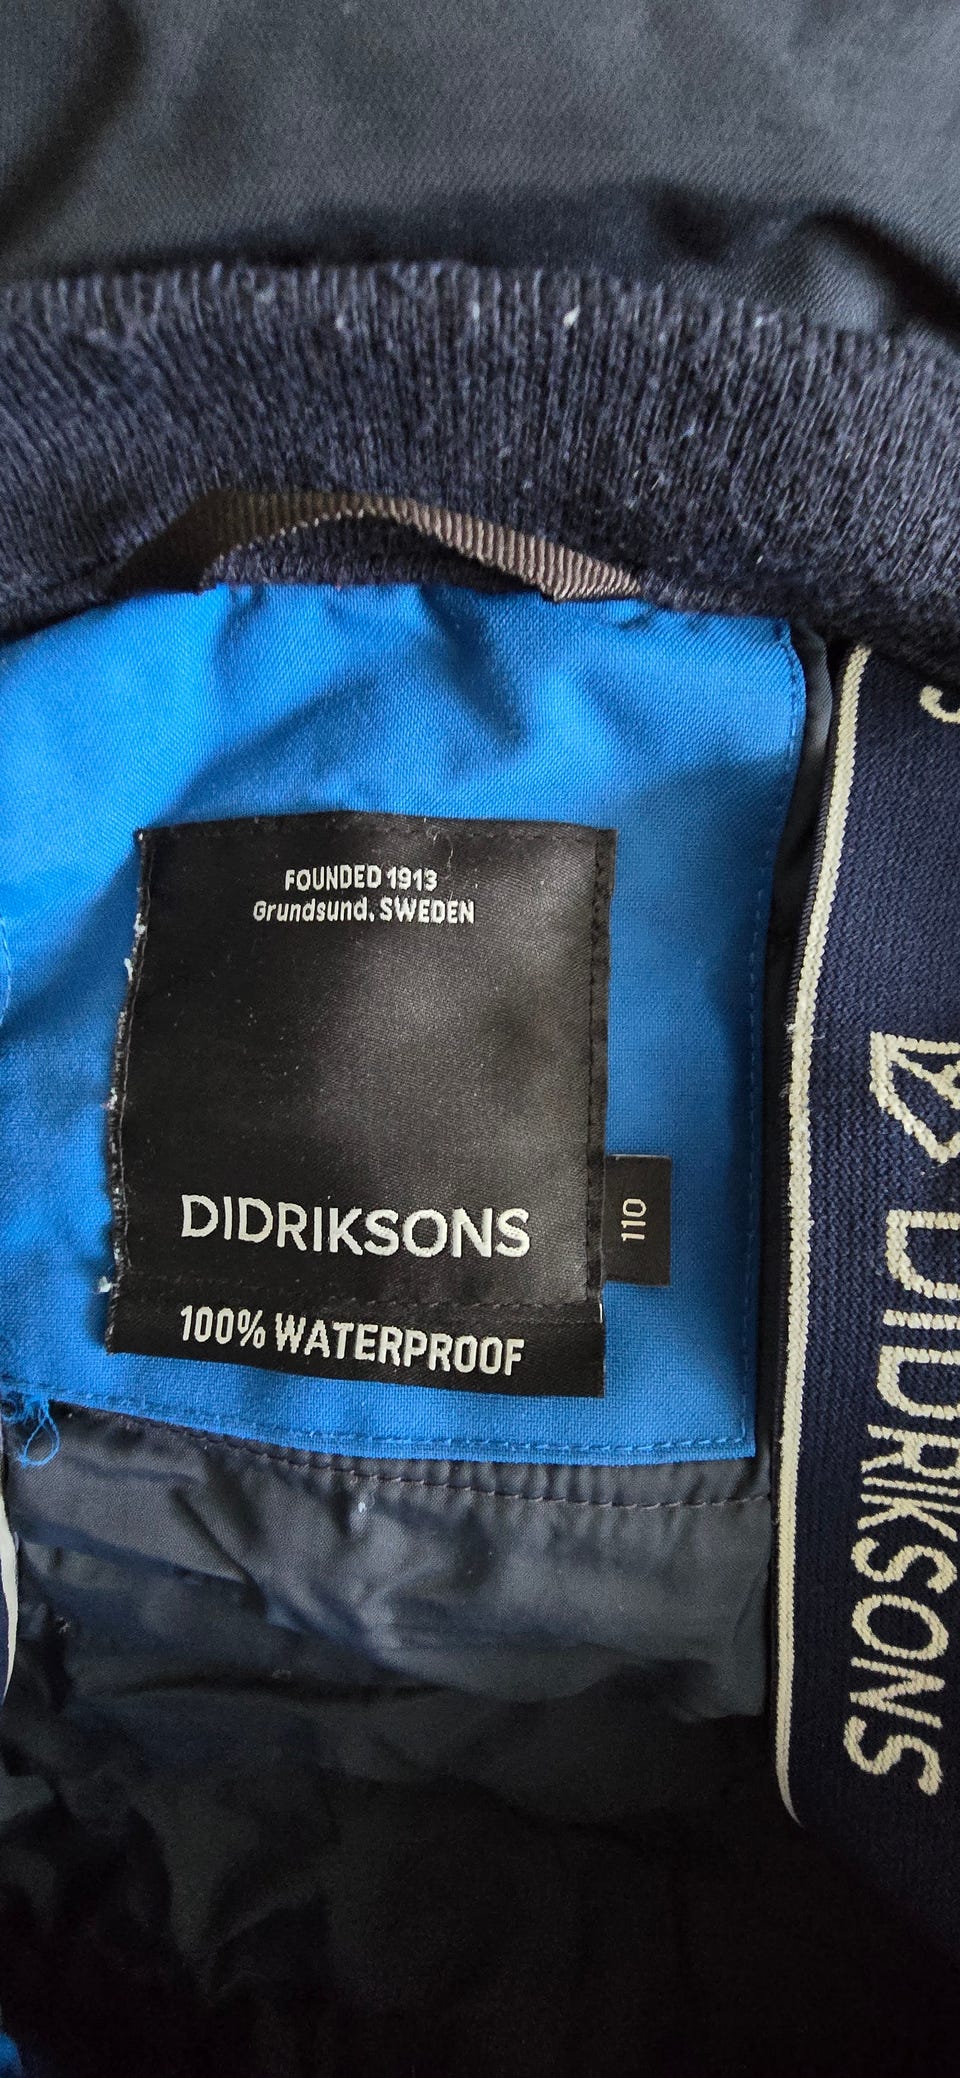 FOUNDED 1913
Grundsund, SWEDEN
DIDRIKSONS
110
100% WATERPROOF
DIDRIKSONS